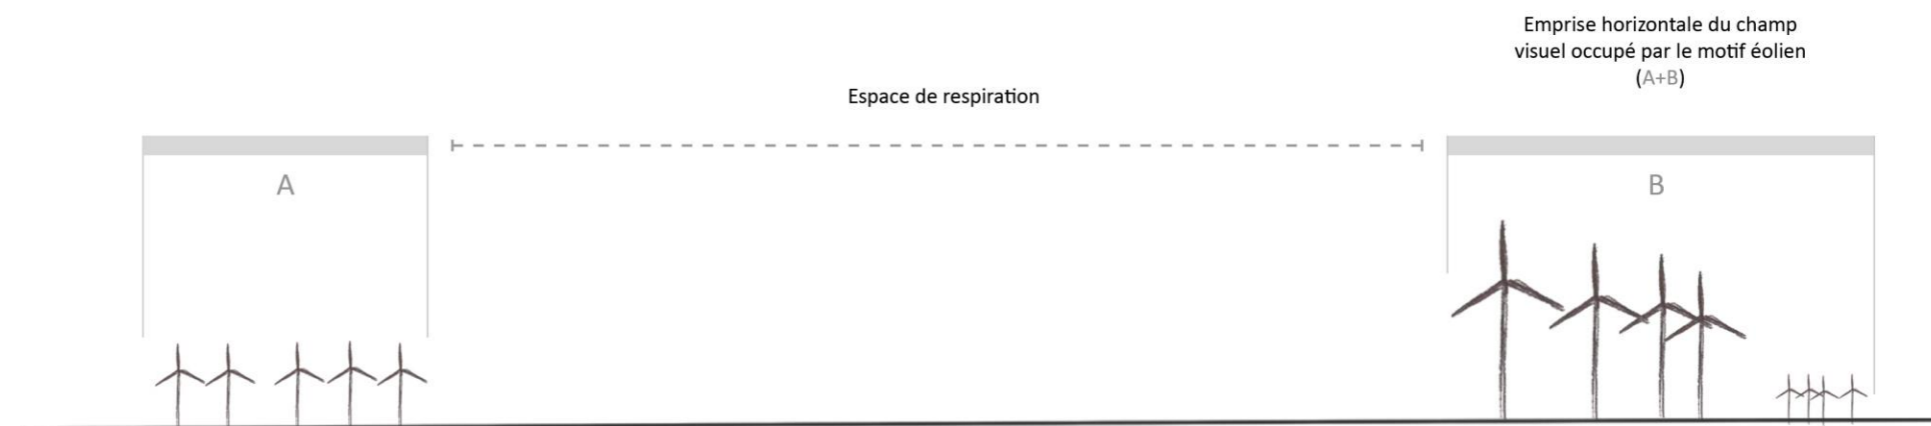 Emprise horizontale du champ
visuel occupé par le motif éolien
(A+B)
Espace de respiration
A
B